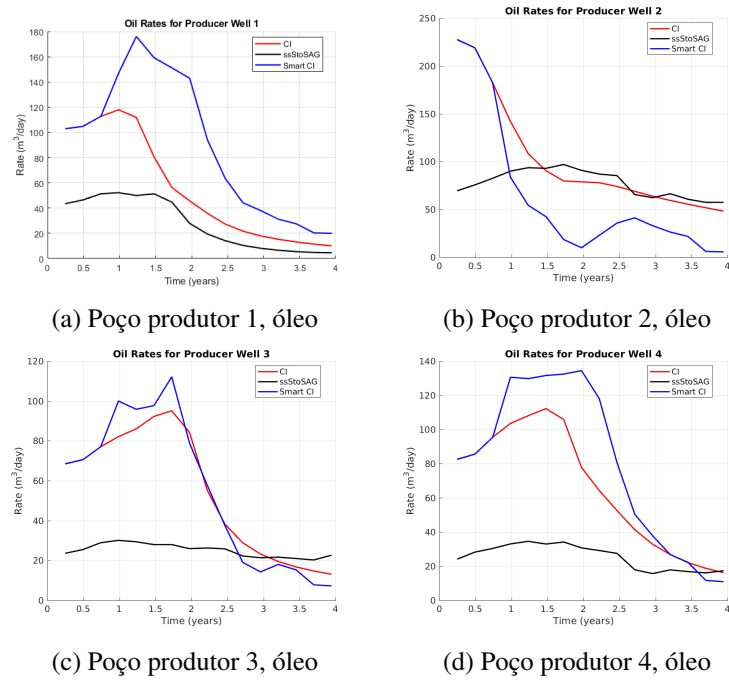 Oil Rates for Producer Well 1
CI
ssStoSAG
Smart CI
Rate (m³/day)
180
160
140
120
100
80
60
40
20
0
0 0.5 1 1.5 2 2.5 3 3.5 4
Time (years)
(a) Poço produtor 1, óleo
Oil Rates for Producer Well 2
CI
ssStoSAG
Smart CI
Rate (m³/day)
250
200
150
100
50
0
0 0.5 1 1.5 2 2.5 3 3.5 4
Time (years)
(b) Poço produtor 2, óleo
Oil Rates for Producer Well 3
CI
ssStoSAG
Smart CI
Rate (m³/day)
120
100
80
60
40
20
0
0 0.5 1 1.5 2 2.5 3 3.5 4
Time (years)
(c) Poço produtor 3, óleo
Oil Rates for Producer Well 4
CI
ssStoSAG
Smart CI
Rate (m³/day)
140
120
100
80
60
40
20
0
0 0.5 1 1.5 2 2.5 3 3.5 4
Time (years)
(d) Poço produtor 4, óleo